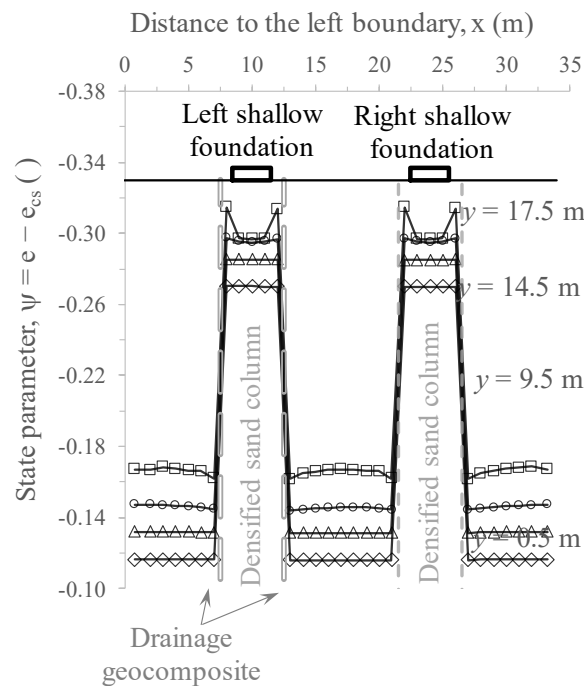 Distance to the left boundary, x (m)
0 5 10 15 20 25 30 35
-0.38
-0.34
-0.30
-0.26
-0.22
-0.18
-0.14
-0.10
State parameter, ψ = e − e_cs ( )
Left shallow
foundation
Right shallow
foundation
y = 17.5 m
y = 14.5 m
y = 9.5 m
y = 0.5 m
Densified sand column
Densified sand column
Drainage
geocomposite